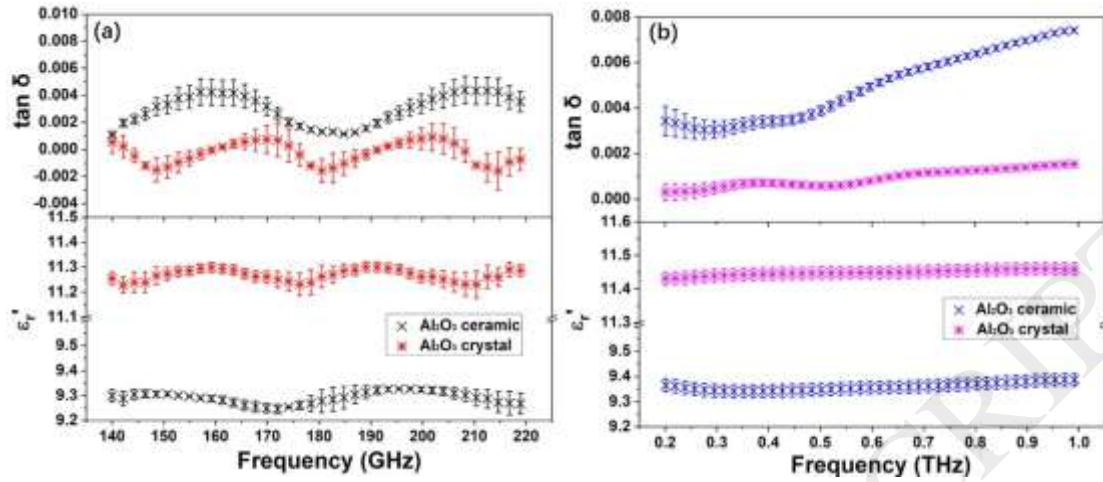 (a)
tan δ
0.010
0.008
0.006
0.004
0.002
0.000
-0.002
-0.004
11.5
11.4
11.3
11.2
11.1
εr'
9.5
9.4
9.3
9.2
Al₂O₃ ceramic
Al₂O₃ crystal
140 150 160 170 180 190 200 210 220
Frequency (GHz)
(b)
tan δ
0.008
0.006
0.004
0.002
0.000
11.6
11.5
11.4
11.3
εr'
9.5
9.4
9.3
9.2
Al₂O₃ ceramic
Al₂O₃ crystal
0.2 0.3 0.4 0.5 0.6 0.7 0.8 0.9 1.0
Frequency (THz)
CRIPT